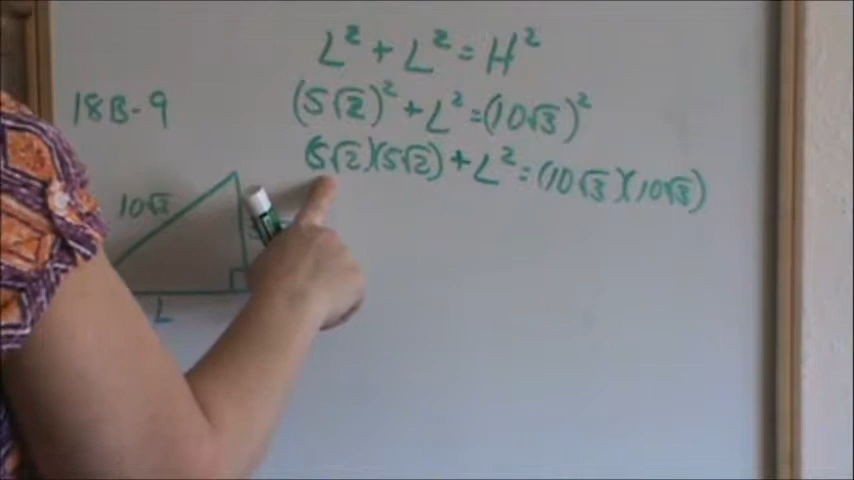 L² + L² = H²
(5√2)² + L² = (10√3)²
18B-9
(5√2)(5√2) + L² = (10√3)(10√3)
10√3
L